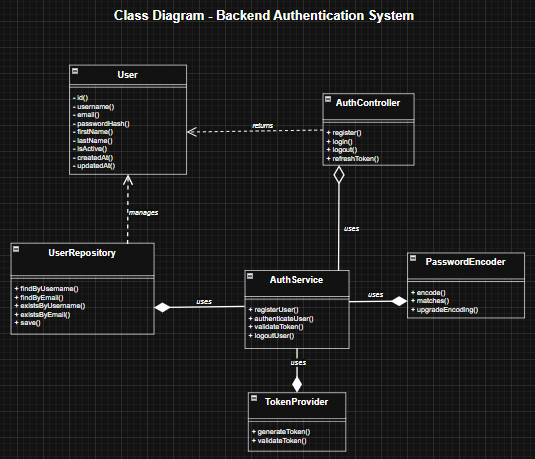 Class Diagram - Backend Authentication System
User
- id()
- username()
- email()
- passwordHash()
- firstName()
- lastName()
- isActive()
- createdAt()
- updatedAt()
returns
AuthController
+ register()
+ login()
+ logout()
+ refreshToken()
manages
uses
UserRepository
+ findByUsername()
+ findByEmail()
+ existsByUsername()
+ existsByEmail()
+ save()
uses
AuthService
+ registerUser()
+ authenticateUser()
+ validateToken()
+ logoutUser()
uses
PasswordEncoder
+ encode()
+ matches()
+ upgradeEncoding()
uses
TokenProvider
+ generateToken()
+ validateToken()